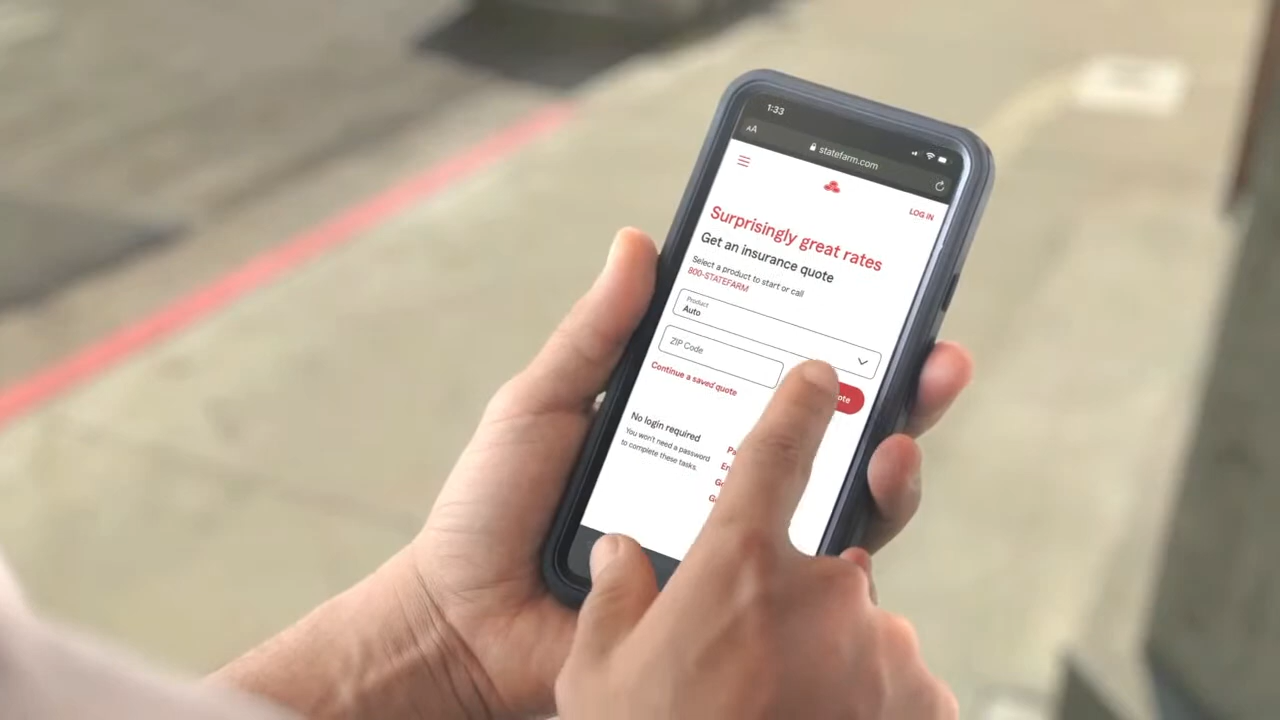 1:33
AA
statefarm.com
LOG IN
Surprisingly great rates
Get an insurance quote
Select a product to start or call
800-STATEFARM
Product
Auto
ZIP Code
Continue a saved quote
No login required
You won't need a password
to complete these tasks.